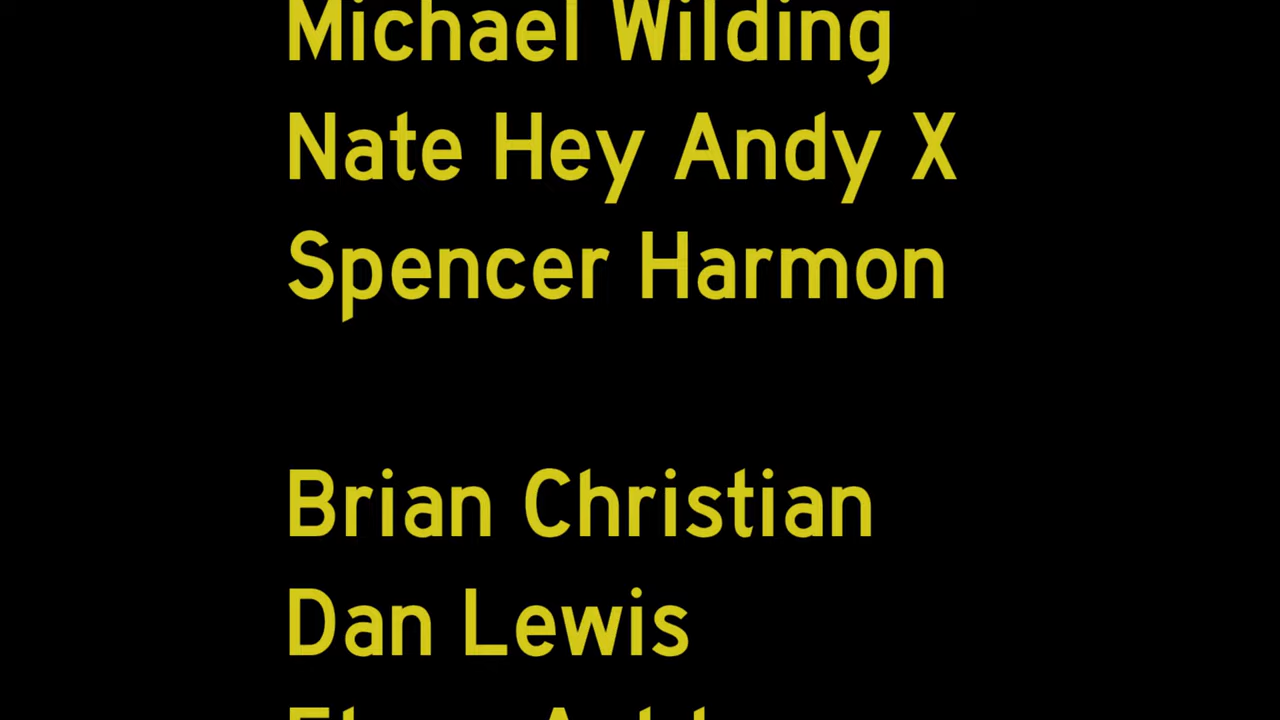 Michael Wilding
Nate Hey Andy X
Spencer Harmon
Brian Christian
Dan Lewis